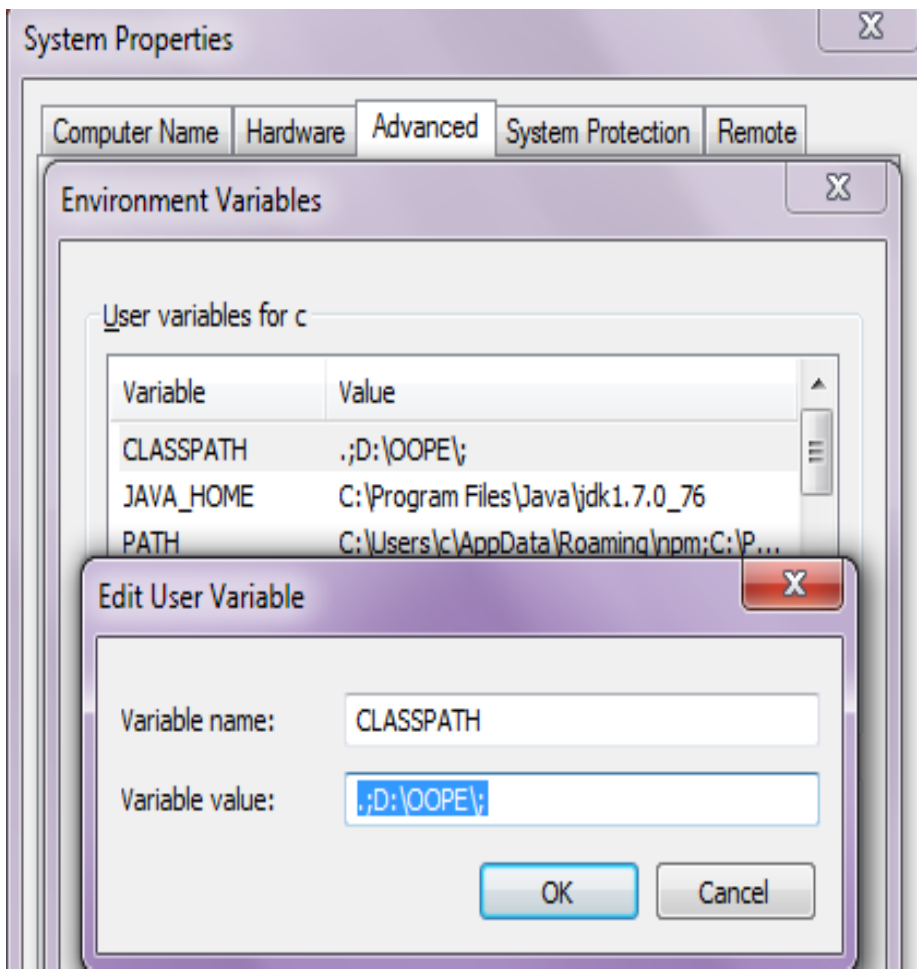 System Properties
Computer Name Hardware Advanced System Protection Remote
Environment Variables
User variables for c
Variable Value
CLASSPATH .;D:\OOPE\;
JAVA_HOME C:\Program Files\Java\jdk1.7.0_76
PATH C:\Users\c\AppData\Roaming\npm;C:\P...
Edit User Variable
Variable name: CLASSPATH
Variable value: .;D:\OOPE\;
OK Cancel